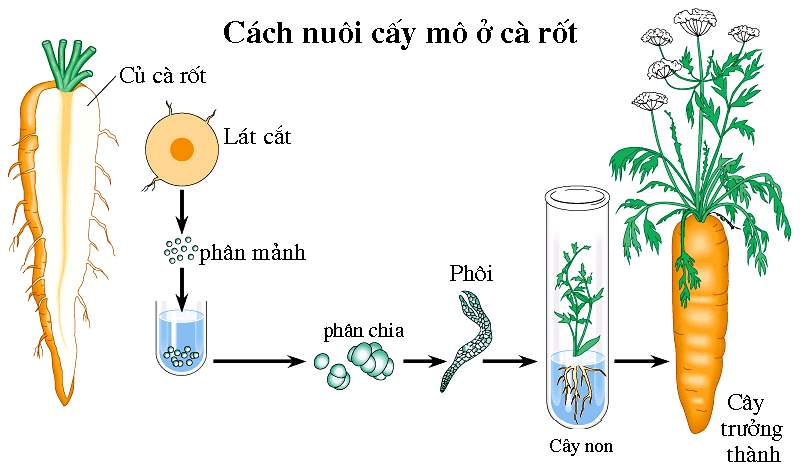 Cách nuôi cấy mô ở cà rốt
Củ cà rốt
Lát cắt
phân mảnh
phân chia
Phôi
Cây non
Cây
trưởng
thành